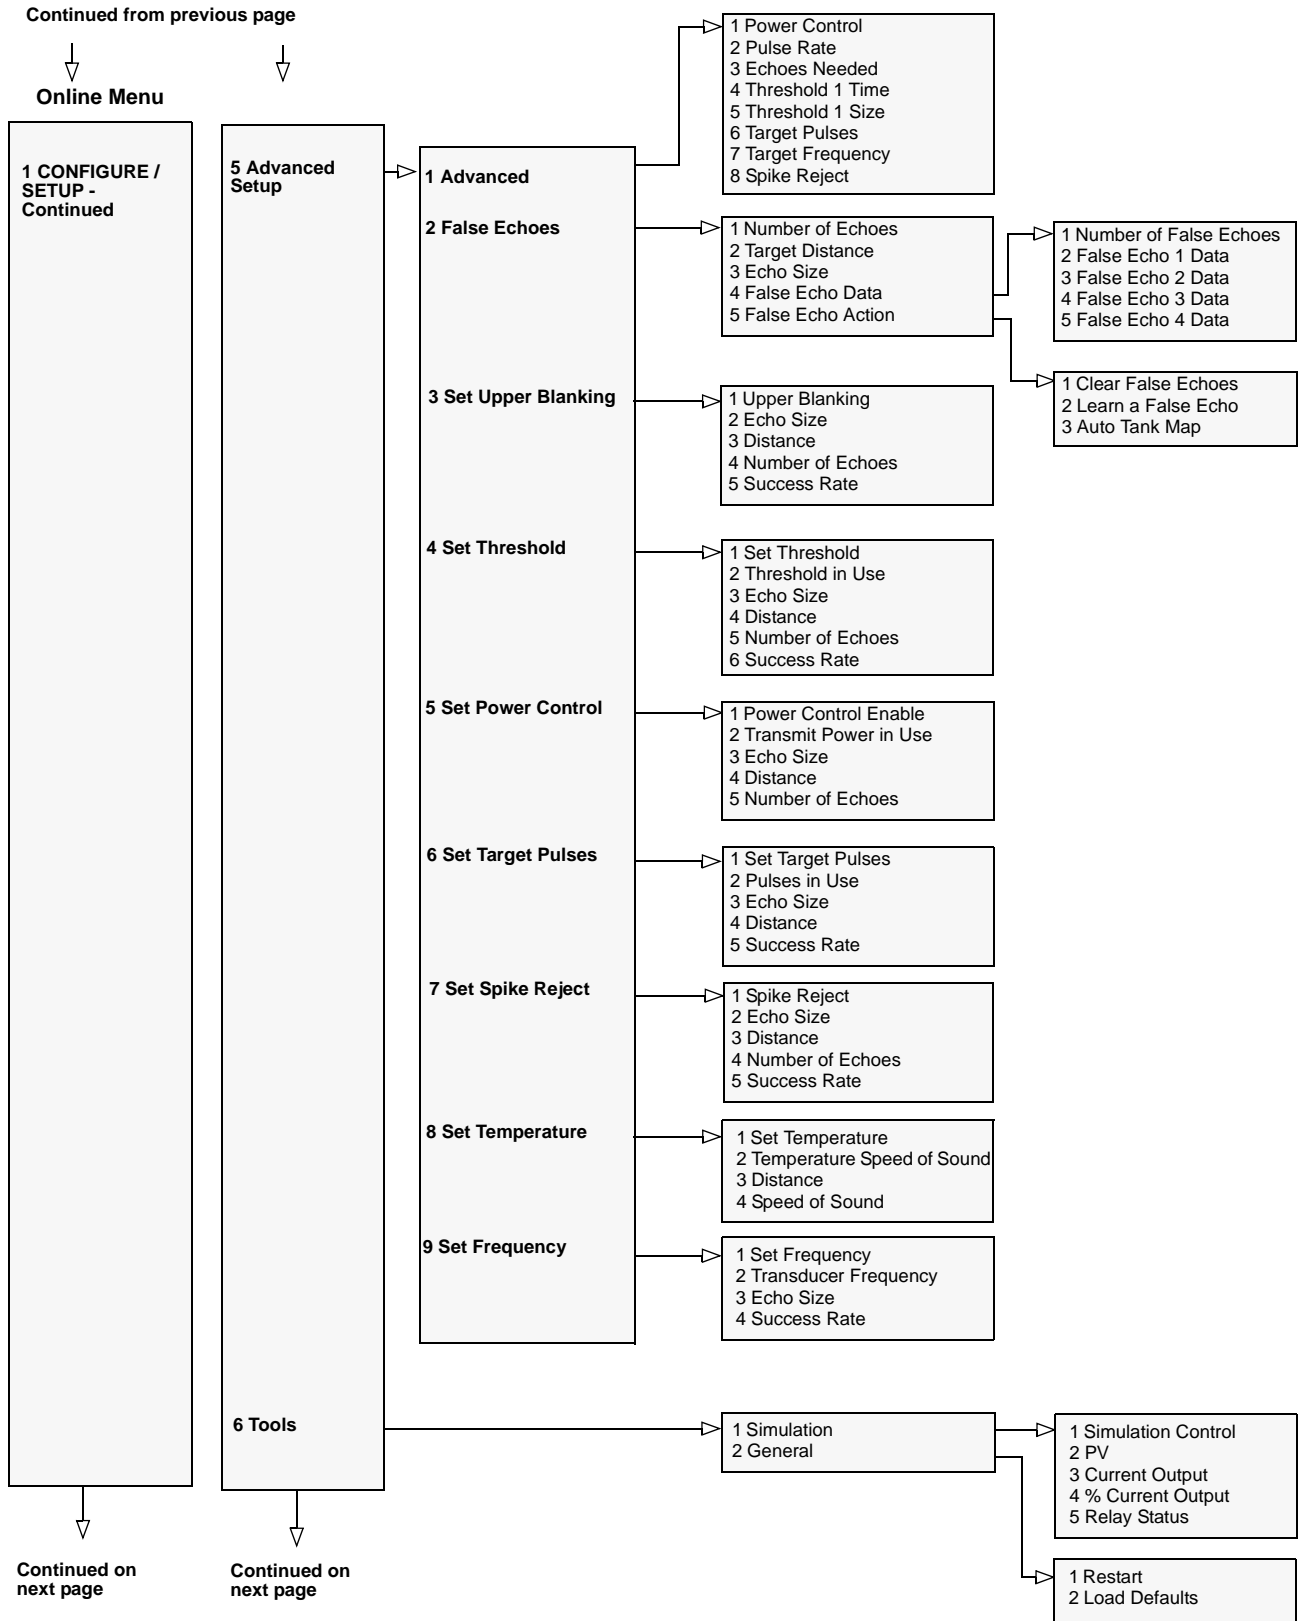 Continued from previous page
Online Menu
1 CONFIGURE /
SETUP -
Continued
5 Advanced
Setup
1 Advanced
1 Power Control
2 Pulse Rate
3 Echoes Needed
4 Threshold 1 Time
5 Threshold 1 Size
6 Target Pulses
7 Target Frequency
8 Spike Reject
2 False Echoes
1 Number of Echoes
2 Target Distance
3 Echo Size
4 False Echo Data
5 False Echo Action
1 Number of False Echoes
2 False Echo 1 Data
3 False Echo 2 Data
4 False Echo 3 Data
5 False Echo 4 Data
1 Clear False Echoes
2 Learn a False Echo
3 Auto Tank Map
3 Set Upper Blanking
1 Upper Blanking
2 Echo Size
3 Distance
4 Number of Echoes
5 Success Rate
4 Set Threshold
1 Set Threshold
2 Threshold in Use
3 Echo Size
4 Distance
5 Number of Echoes
6 Success Rate
5 Set Power Control
1 Power Control Enable
2 Transmit Power in Use
3 Echo Size
4 Distance
5 Number of Echoes
6 Set Target Pulses
1 Set Target Pulses
2 Pulses in Use
3 Echo Size
4 Distance
5 Success Rate
7 Set Spike Reject
1 Spike Reject
2 Echo Size
3 Distance
4 Number of Echoes
5 Success Rate
8 Set Temperature
1 Set Temperature
2 Temperature Speed of Sound
3 Distance
4 Speed of Sound
9 Set Frequency
1 Set Frequency
2 Transducer Frequency
3 Echo Size
4 Success Rate
6 Tools
1 Simulation
2 General
1 Simulation Control
2 PV
3 Current Output
4 % Current Output
5 Relay Status
1 Restart
2 Load Defaults
Continued on
next page
Continued on
next page